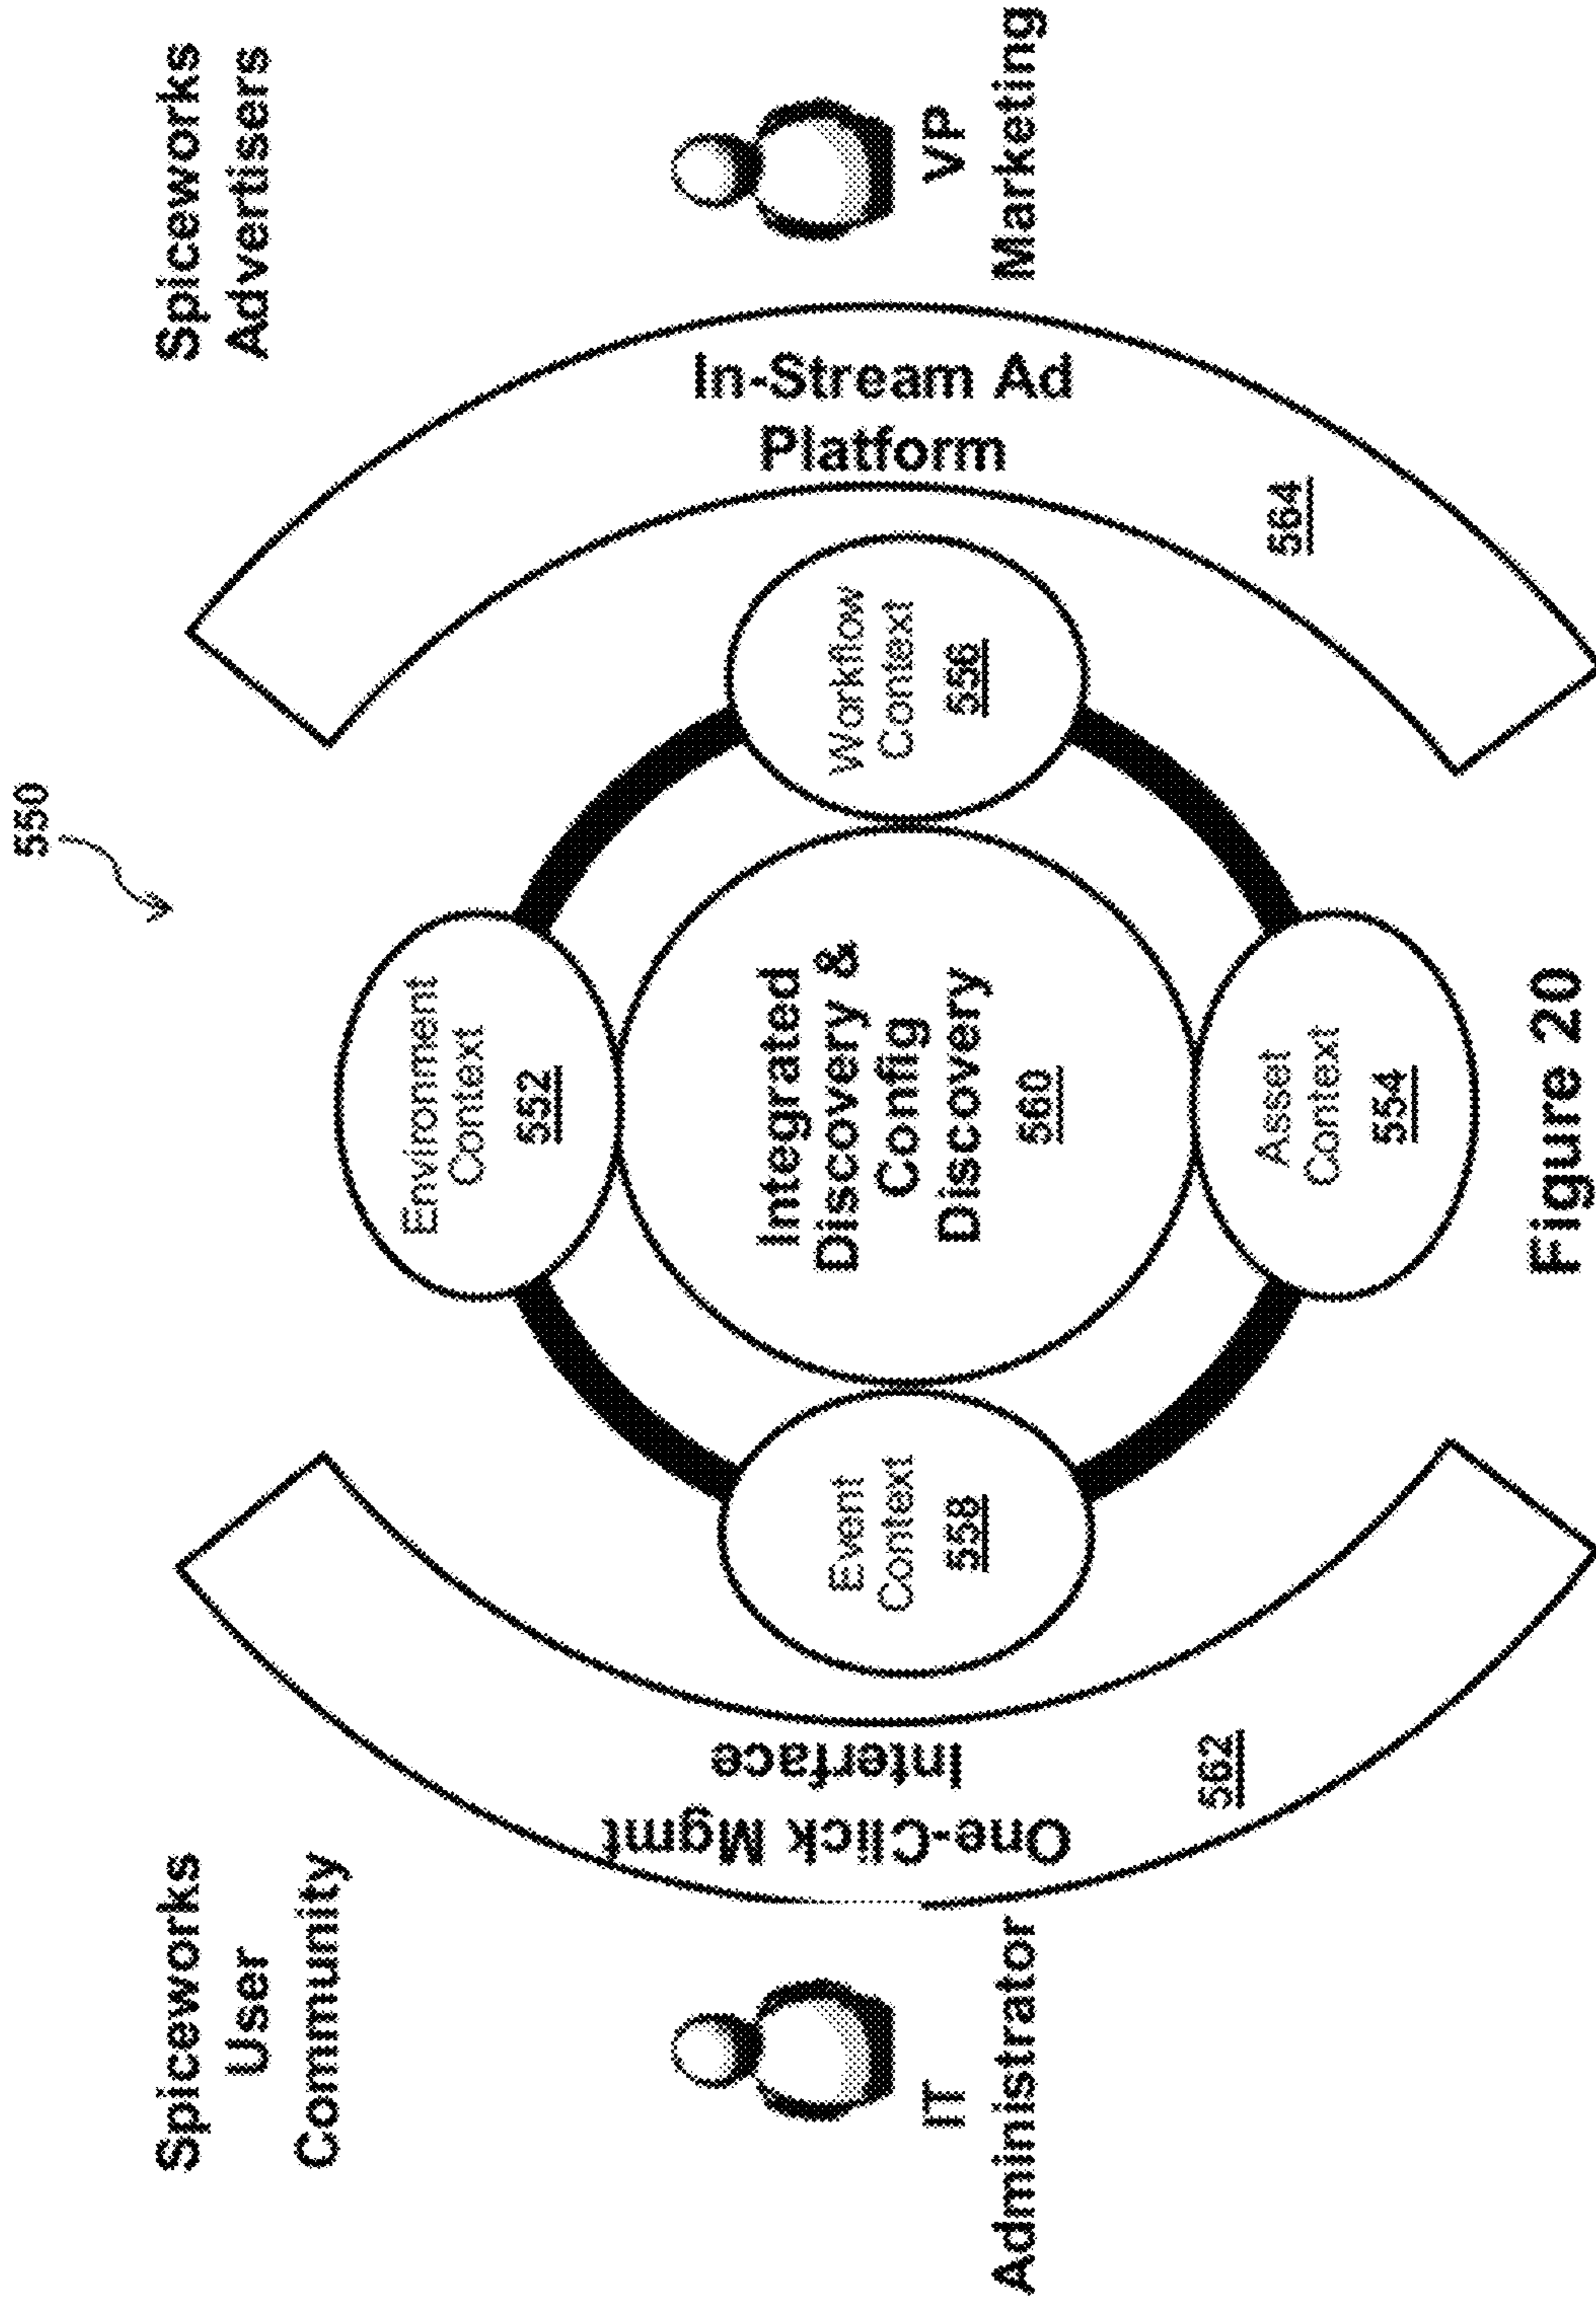 550
Spiceworks
User
Community
Spiceworks
Advertisers
IT
Administrator
One-Click Mgmt
Interface
562
Environment
Context
552
Event
Context
558
Integrated
Discovery &
Config
Discovery
560
Workflow
Context
556
Asset
Context
554
In-Stream Ad
Platform
564
VP
Marketing
Figure 20